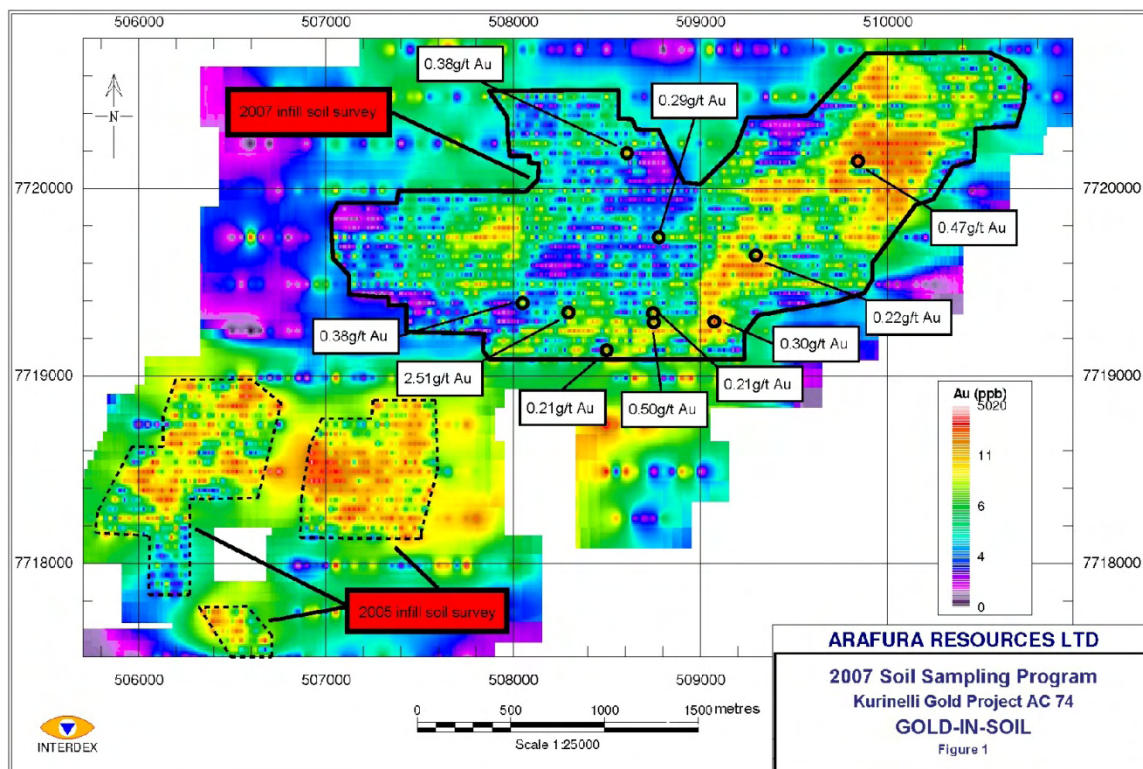 506000 507000 508000 509000 510000
0.38g/t Au
0.29g/t Au
2007 infill soil survey
N
7720000
7720000
0.47g/t Au
0.22g/t Au
0.38g/t Au
0.30g/t Au
2.51g/t Au
0.21g/t Au
0.21g/t Au
0.50g/t Au
7719000
7719000
Au (ppb)
5020
11
6
4
0
7718000
7718000
2005 infill soil survey
506000 507000 508000 509000
0 500 1000 1500 metres
Scale 1:25000
INTERDEX
ARAFURA RESOURCES LTD
2007 Soil Sampling Program
Kurinelli Gold Project AC 74
GOLD-IN-SOIL
Figure 1